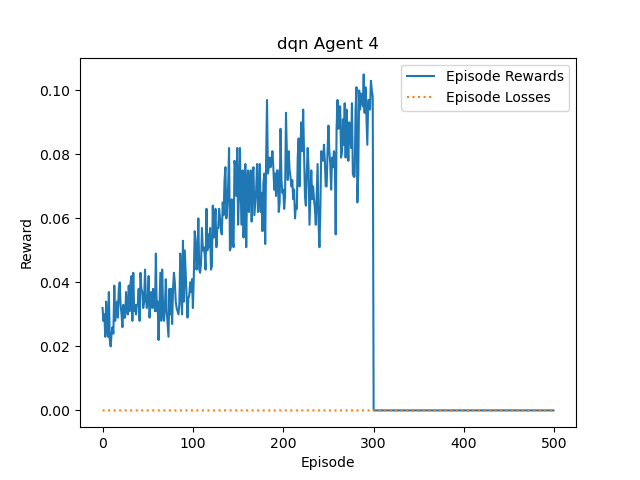 dqn Agent 4
Episode Rewards
Episode Losses
Reward
0.10
0.08
0.06
0.04
0.02
0.00
0 100 200 300 400 500
Episode